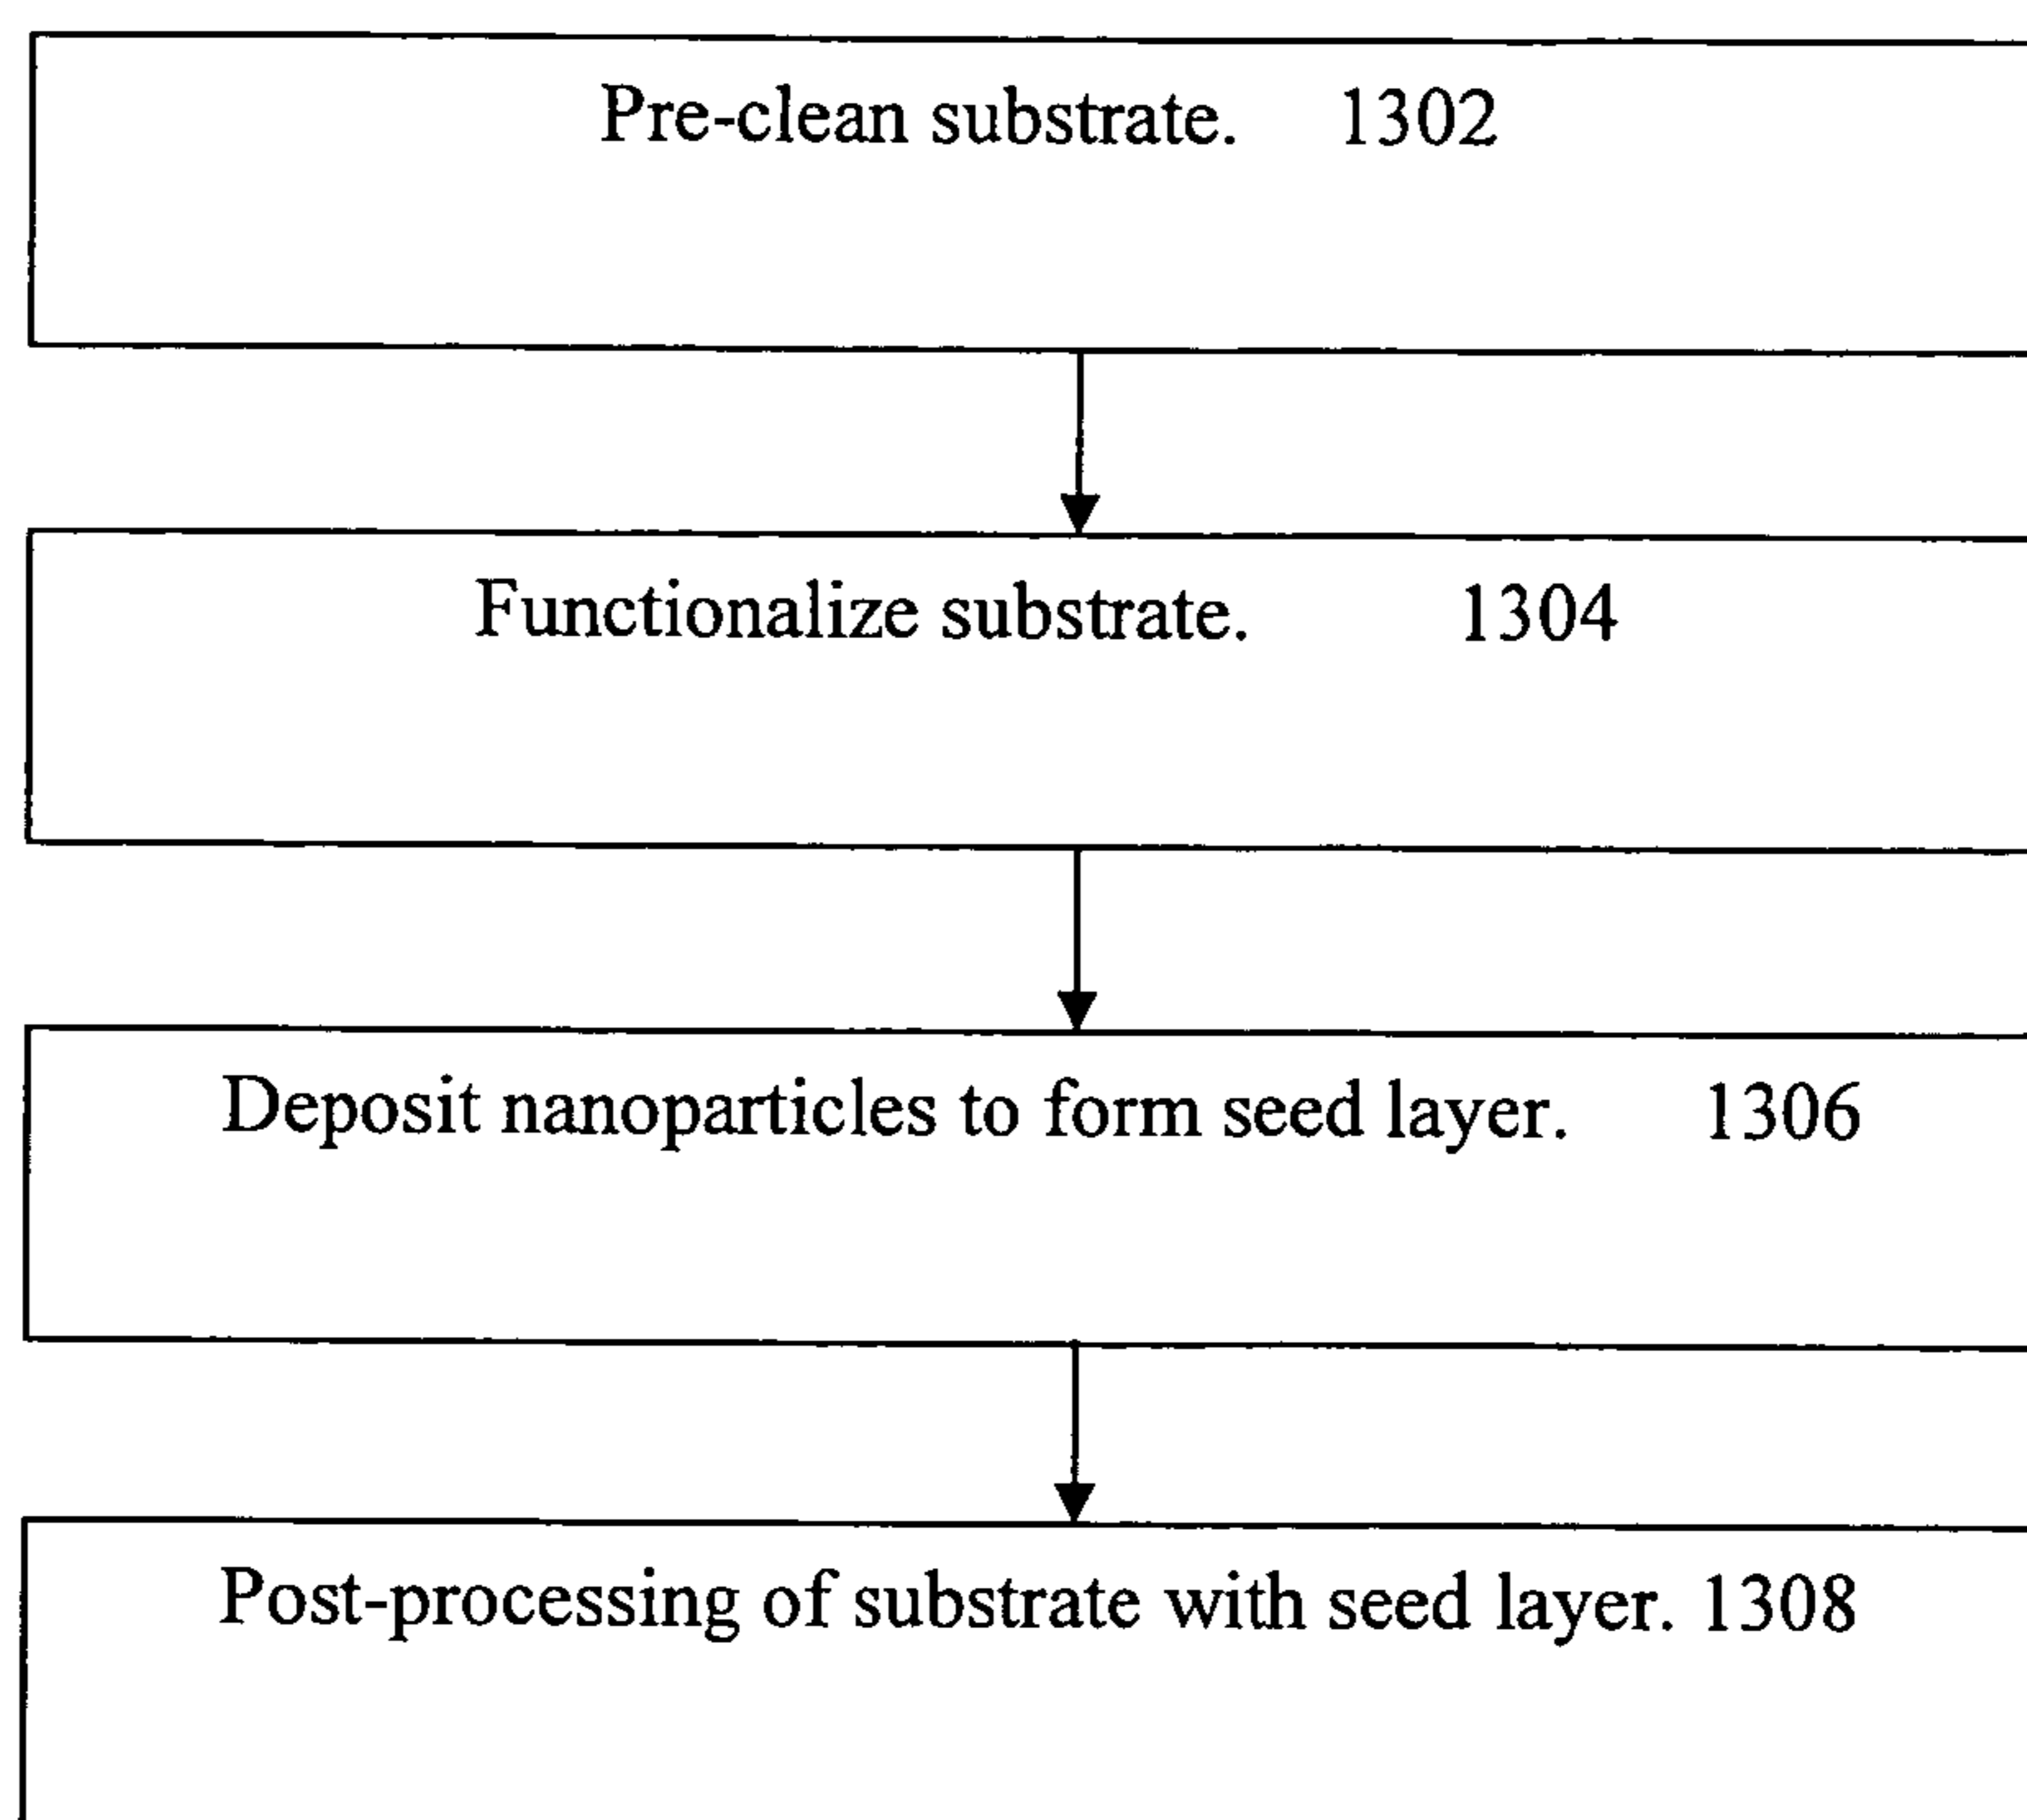 Pre-clean substrate. 1302
Functionalize substrate. 1304
Deposit nanoparticles to form seed layer. 1306
Post-processing of substrate with seed layer. 1308